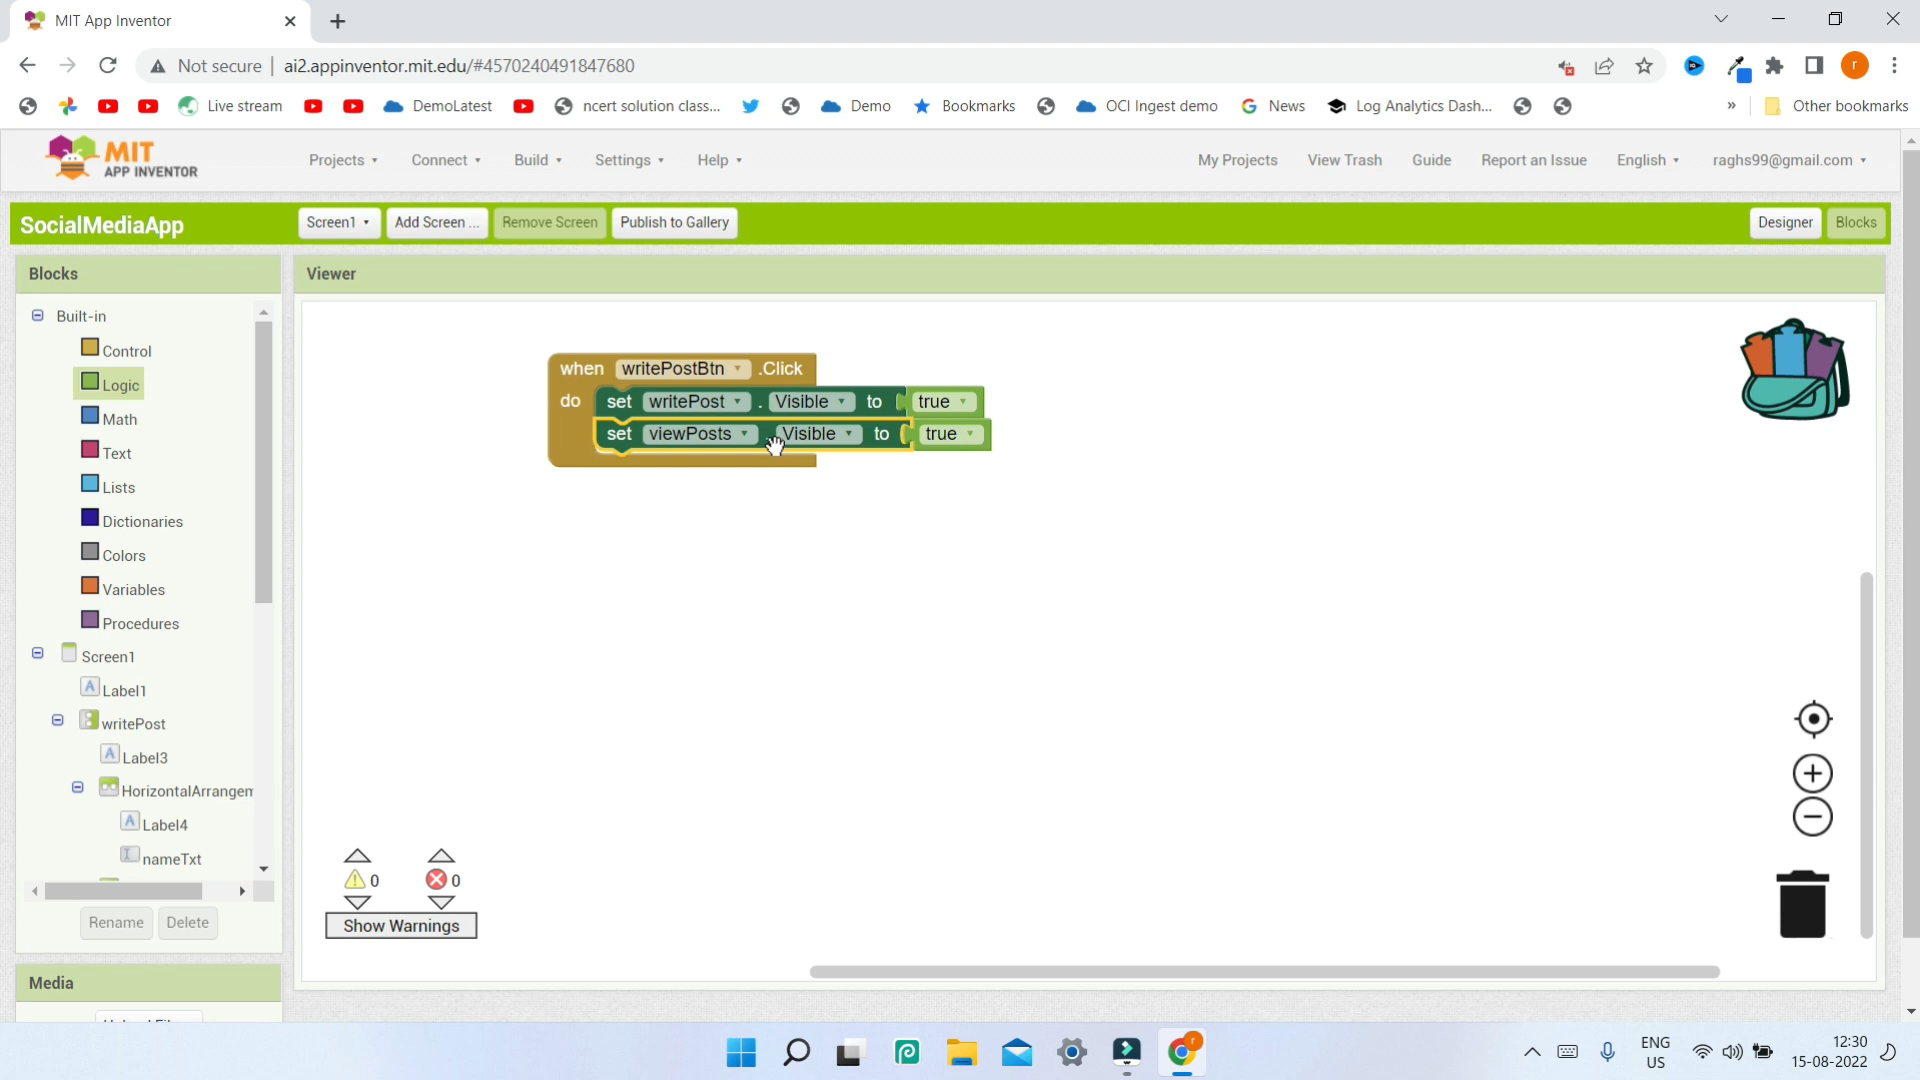 MIT App Inventor
Not secure
ai2.appinventor.mit.edu/#4570240491847680
r
Live stream
DemoLatest
ncert solution class...
Demo
Bookmarks
OCI Ingest demo
News
Log Analytics Dash...
»
Other bookmarks
MIT
APP INVENTOR
Projects
Connect
Build
Settings
Help
My Projects
View Trash
Guide
Report an Issue
English
raghs99@gmail.com
SocialMediaApp
Screen1
Add Screen ...
Remove Screen
Publish to Gallery
Designer
Blocks
Blocks
Viewer
Built-in
Control
Logic
Math
Text
Lists
Dictionaries
Colors
Variables
Procedures
Screen1
Label1
writePost
Label3
HorizontalArrangem
Label4
nameTxt
Rename
Delete
Media
when writePostBtn .Click
do set writePost . Visible to true
set viewPosts . Visible to true
0
0
Show Warnings
ENG
US
12:30
15-08-2022